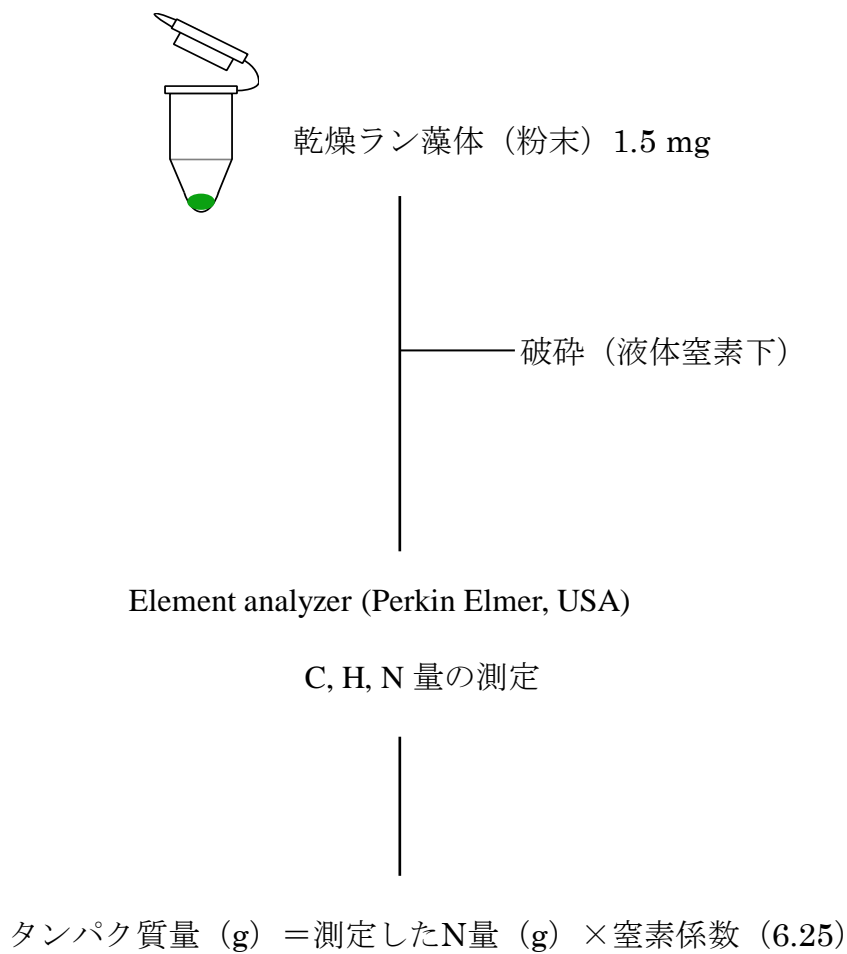 乾燥ラン藻体（粉末）1.5 mg
破砕（液体窒素下）
Element analyzer (Perkin Elmer, USA)
C, H, N 量の測定
タンパク質量（g）＝測定したN量（g）×窒素係数（6.25）